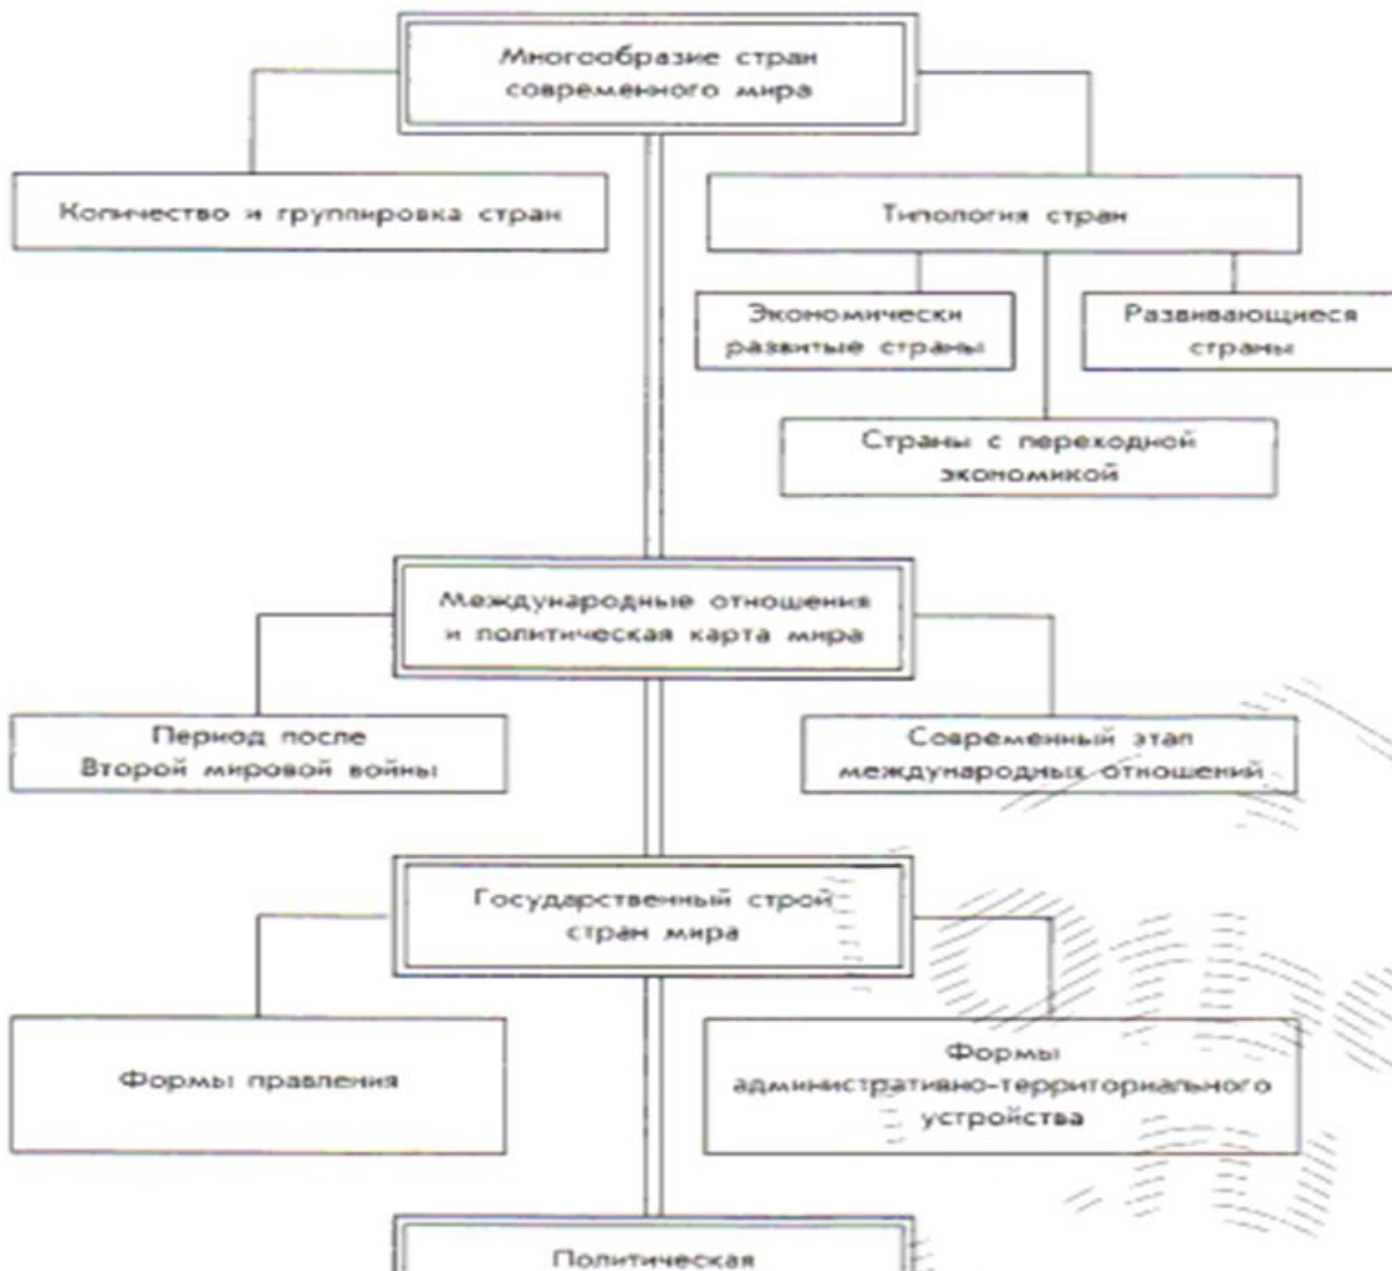 Многообразие стран
современного мира
Количество и группировка стран
Типология стран
Экономически
развитые страны
Развивающиеся
страны
Страны с переходной
экономикой
Международные отношения
и политическая карта мира
Период после
Второй мировой войны
Современный этап
международных отношений
Государственный строй
стран мира
Формы правления
Формы
административно-территориального
устройства
Политическая